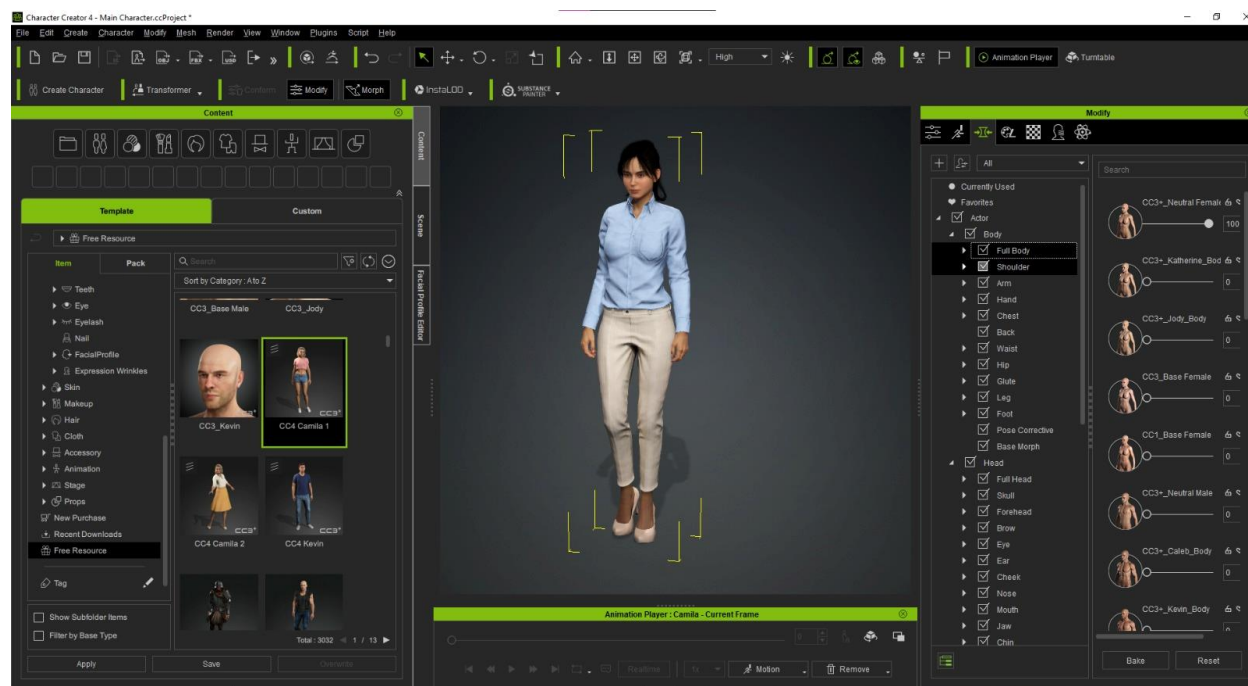 Character Creator 4 - Main Character.ccProject *
File Edit Create Character Modify Mesh Render View Window Plugins Script Help
High
Animation Player
Turntable
Create Character
Transformer
Conform
Modify
Morph
InstaLOD
SUBSTANCE PAINTER
Content
Template
Custom
Free Resource
Item
Pack
Search
Sort by Category : A to Z
Teeth
Eye
Eyelash
Nail
FacialProfile
Expression Wrinkles
Skin
Makeup
Hair
Cloth
Accessory
Animation
Stage
Props
New Purchase
Recent Downloads
Free Resource
Tag
Show Subfolder Items
Filter by Base Type
CC3_Base Male
CC3_Jody
CC3_Kevin
CC3+
CC4 Camila 1
CC3+
CC4 Camila 2
CC3+
CC4 Kevin
Total : 3032
1 / 13
Apply
Save
Overwrite
Content
Scene
Facial Profile Editor
Animation Player : Camila - Current Frame
0
Realtime
1x
Motion
Remove
Modify
All
Currently Used
Favorites
Actor
Body
Full Body
Shoulder
Arm
Hand
Chest
Back
Waist
Hip
Glute
Leg
Foot
Pose Corrective
Base Morph
Head
Full Head
Skull
Forehead
Brow
Eye
Ear
Cheek
Nose
Mouth
Jaw
Chin
Search
CC3+_Neutral Female
100
CC3+_Katherine_Bod
0
CC3+_Jody_Body
0
CC3_Base Female
0
CC1_Base Female
0
CC3+_Neutral Male
0
CC3+_Caleb_Body
0
CC3+_Kevin_Body
Bake
Reset